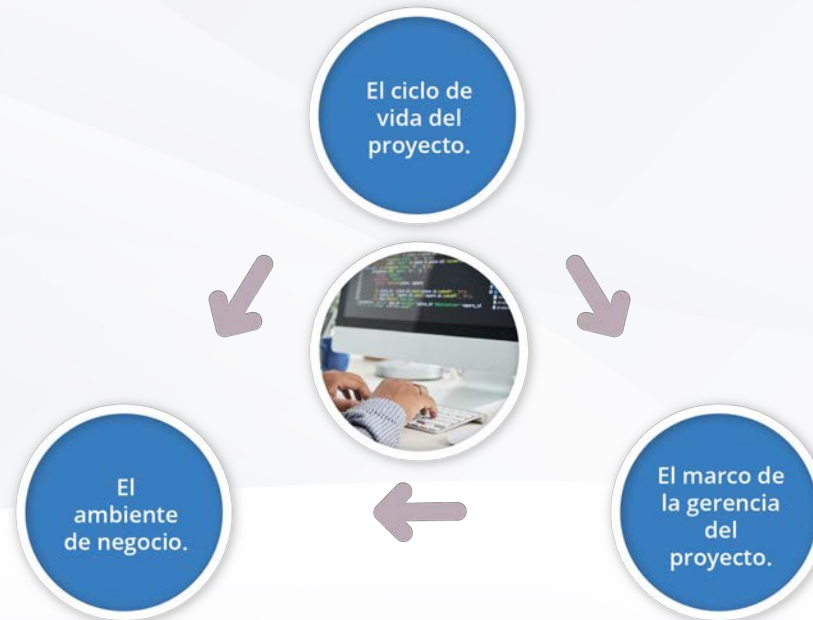 El ciclo de
vida del
proyecto.
El
ambiente
de negocio.
El marco de
la gerencia
del
proyecto.